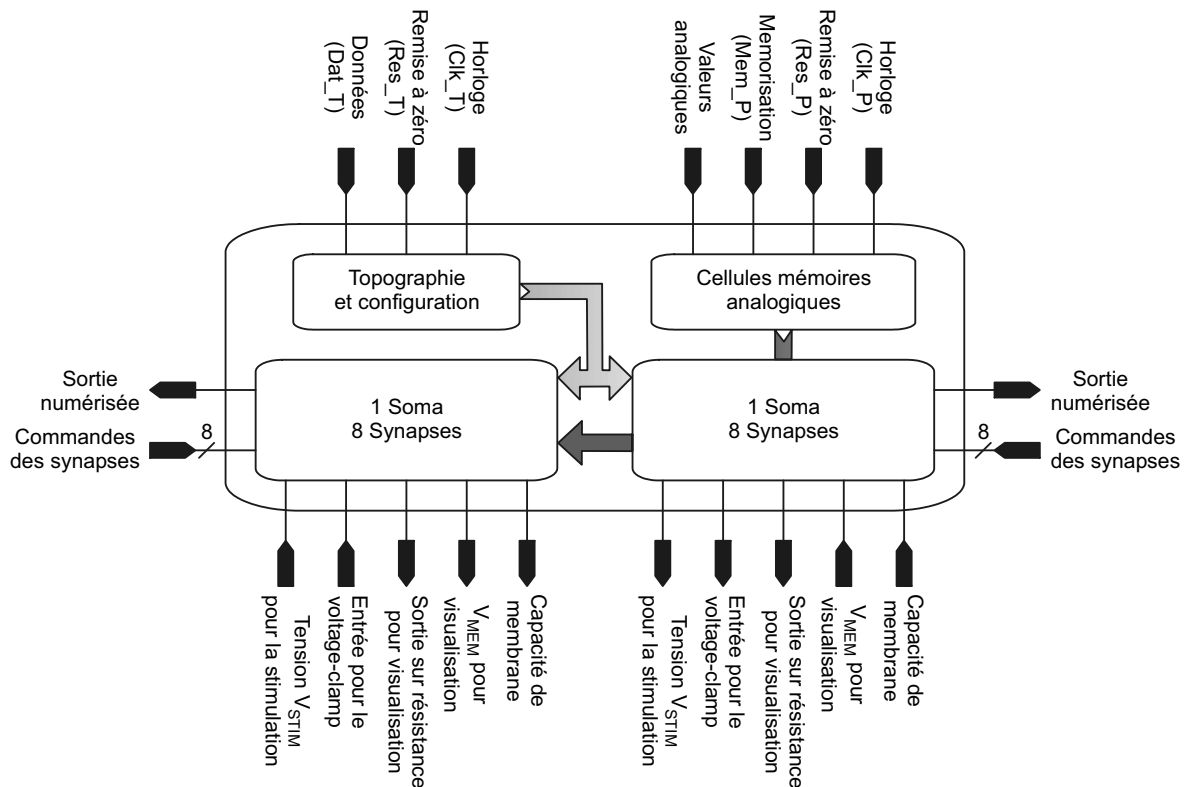 Données
(Dat_T)
Remise à zéro
(Res_T)
Horloge
(Clk_T)
Valeurs
analogiques
Memorisation
(Mem_P)
Remise à zéro
(Res_P)
Horloge
(Clk_P)
Topographie
et configuration
Cellules mémoires
analogiques
Sortie
numérisée
Commandes
des synapses
8
1 Soma
8 Synapses
1 Soma
8 Synapses
8
Sortie
numérisée
Commandes
des synapses
Tension VSTIM
pour la stimulation
Entrée pour le
voltage-clamp
Sortie sur résistance
pour visualisation
VMEM pour
visualisation
Capacité de
membrane
Tension VSTIM
pour la stimulation
Entrée pour le
voltage-clamp
Sortie sur résistance
pour visualisation
VMEM pour
visualisation
Capacité de
membrane